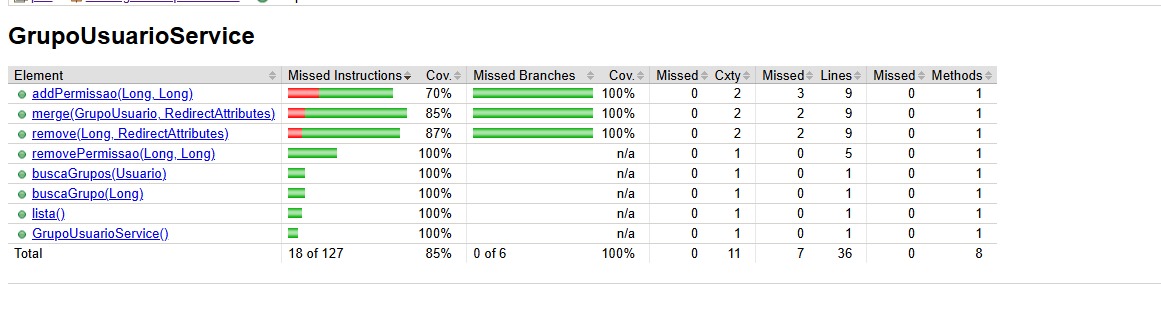 GrupoUsuarioService
Element Missed Instructions Cov. Missed Branches Cov. Missed Cxty Missed Lines Missed Methods
addPermissao(Long, Long) 70% 100% 0 2 3 9 0 1
merge(GrupoUsuario, RedirectAttributes) 85% 100% 0 2 2 9 0 1
remove(Long, RedirectAttributes) 87% 100% 0 2 2 9 0 1
removePermissao(Long, Long) 100% n/a 0 1 0 5 0 1
buscaGrupos(Usuario) 100% n/a 0 1 0 1 0 1
buscaGrupo(Long) 100% n/a 0 1 0 1 0 1
lista() 100% n/a 0 1 0 1 0 1
GrupoUsuarioService() 100% n/a 0 1 0 1 0 1
Total 18 of 127 85% 0 of 6 100% 0 11 7 36 0 8